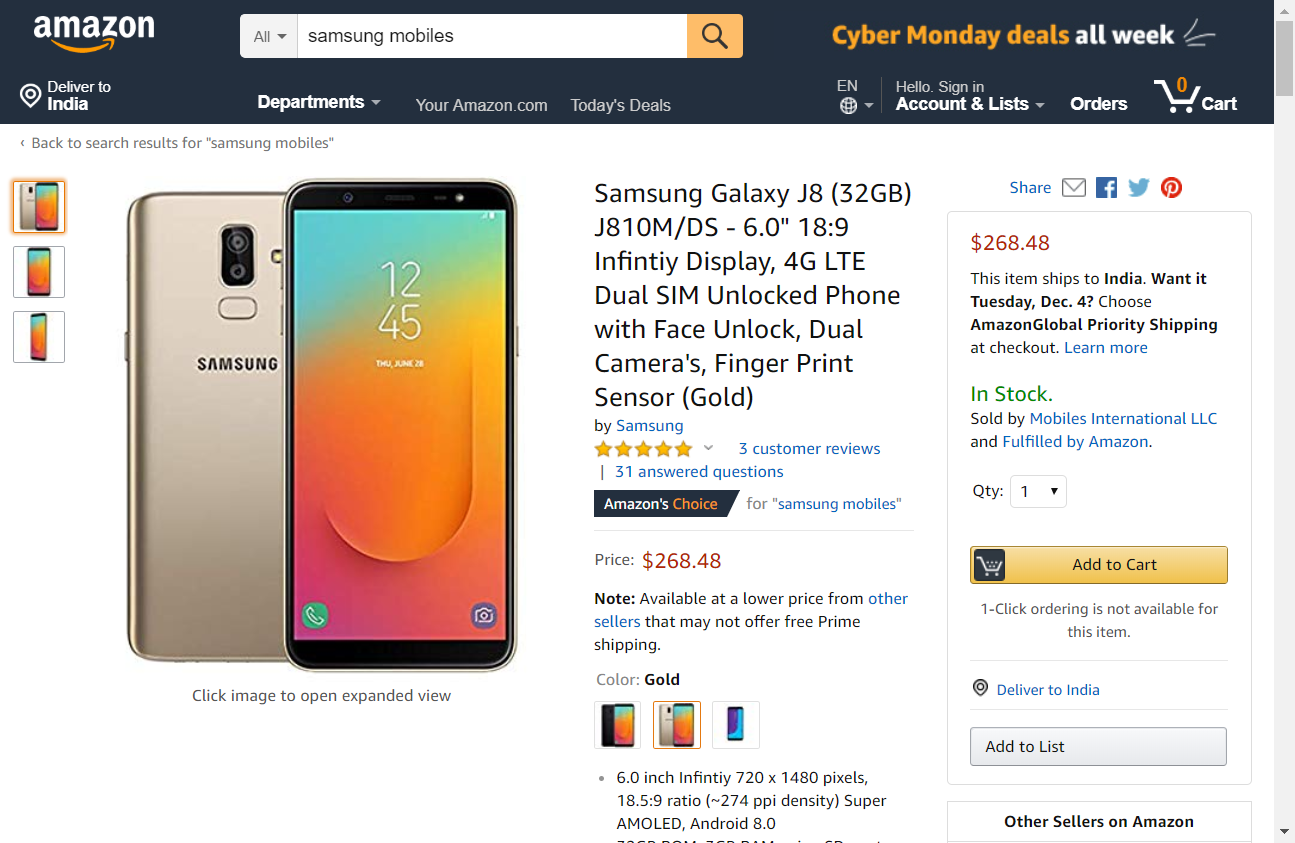 amazon
All
samsung mobiles
Cyber Monday deals all week
Deliver to
India
Departments
Your Amazon.com
Today's Deals
EN
Hello. Sign in
Account & Lists
Orders
0
Cart
‹ Back to search results for "samsung mobiles"
SAMSUNG
12
45
THU, JUNE 28
Click image to open expanded view
Samsung Galaxy J8 (32GB)
J810M/DS - 6.0" 18:9
Infintiy Display, 4G LTE
Dual SIM Unlocked Phone
with Face Unlock, Dual
Camera's, Finger Print
Sensor (Gold)
by Samsung
3 customer reviews
| 31 answered questions
Amazon's Choice for "samsung mobiles"
Price: $268.48
Note: Available at a lower price from other
sellers that may not offer free Prime
shipping.
Color: Gold
• 6.0 inch Infintiy 720 x 1480 pixels,
18.5:9 ratio (~274 ppi density) Super
AMOLED, Android 8.0
Share
$268.48
This item ships to India. Want it
Tuesday, Dec. 4? Choose
AmazonGlobal Priority Shipping
at checkout. Learn more
In Stock.
Sold by Mobiles International LLC
and Fulfilled by Amazon.
Qty: 1
Add to Cart
1-Click ordering is not available for
this item.
Deliver to India
Add to List
Other Sellers on Amazon